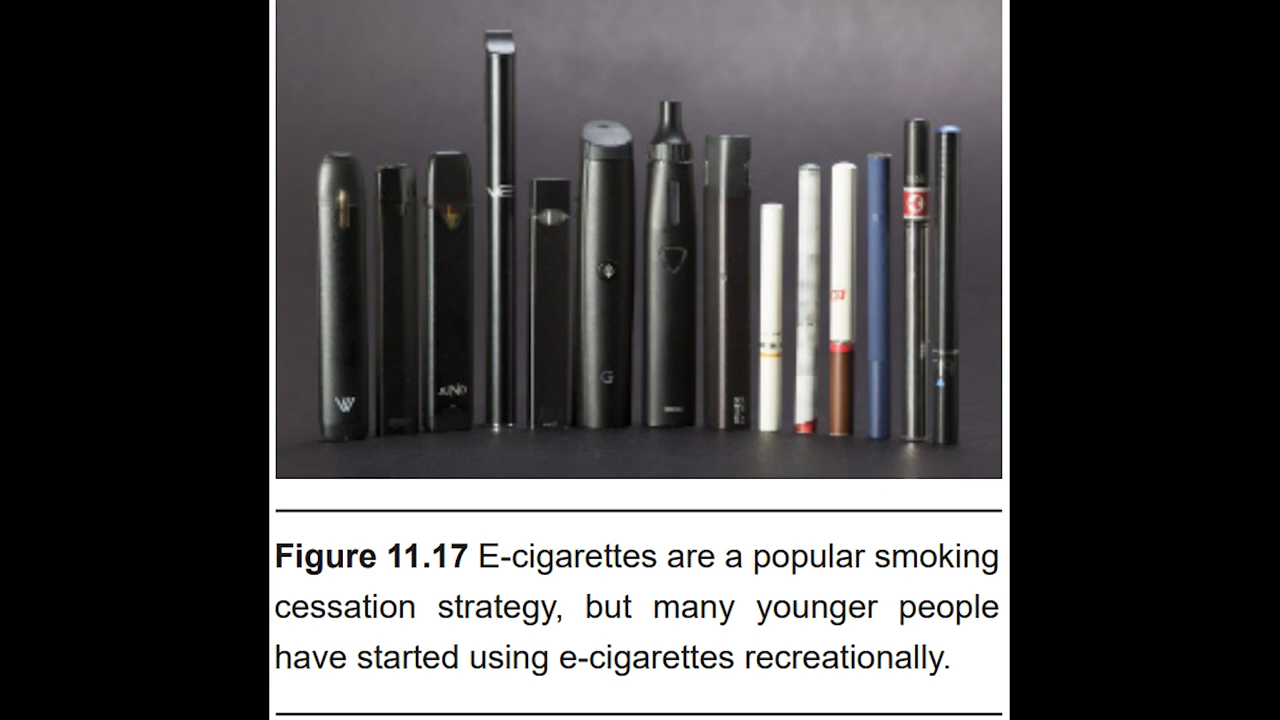 Figure 11.17 E-cigarettes are a popular smoking
cessation strategy, but many younger people
have started using e-cigarettes recreationally.